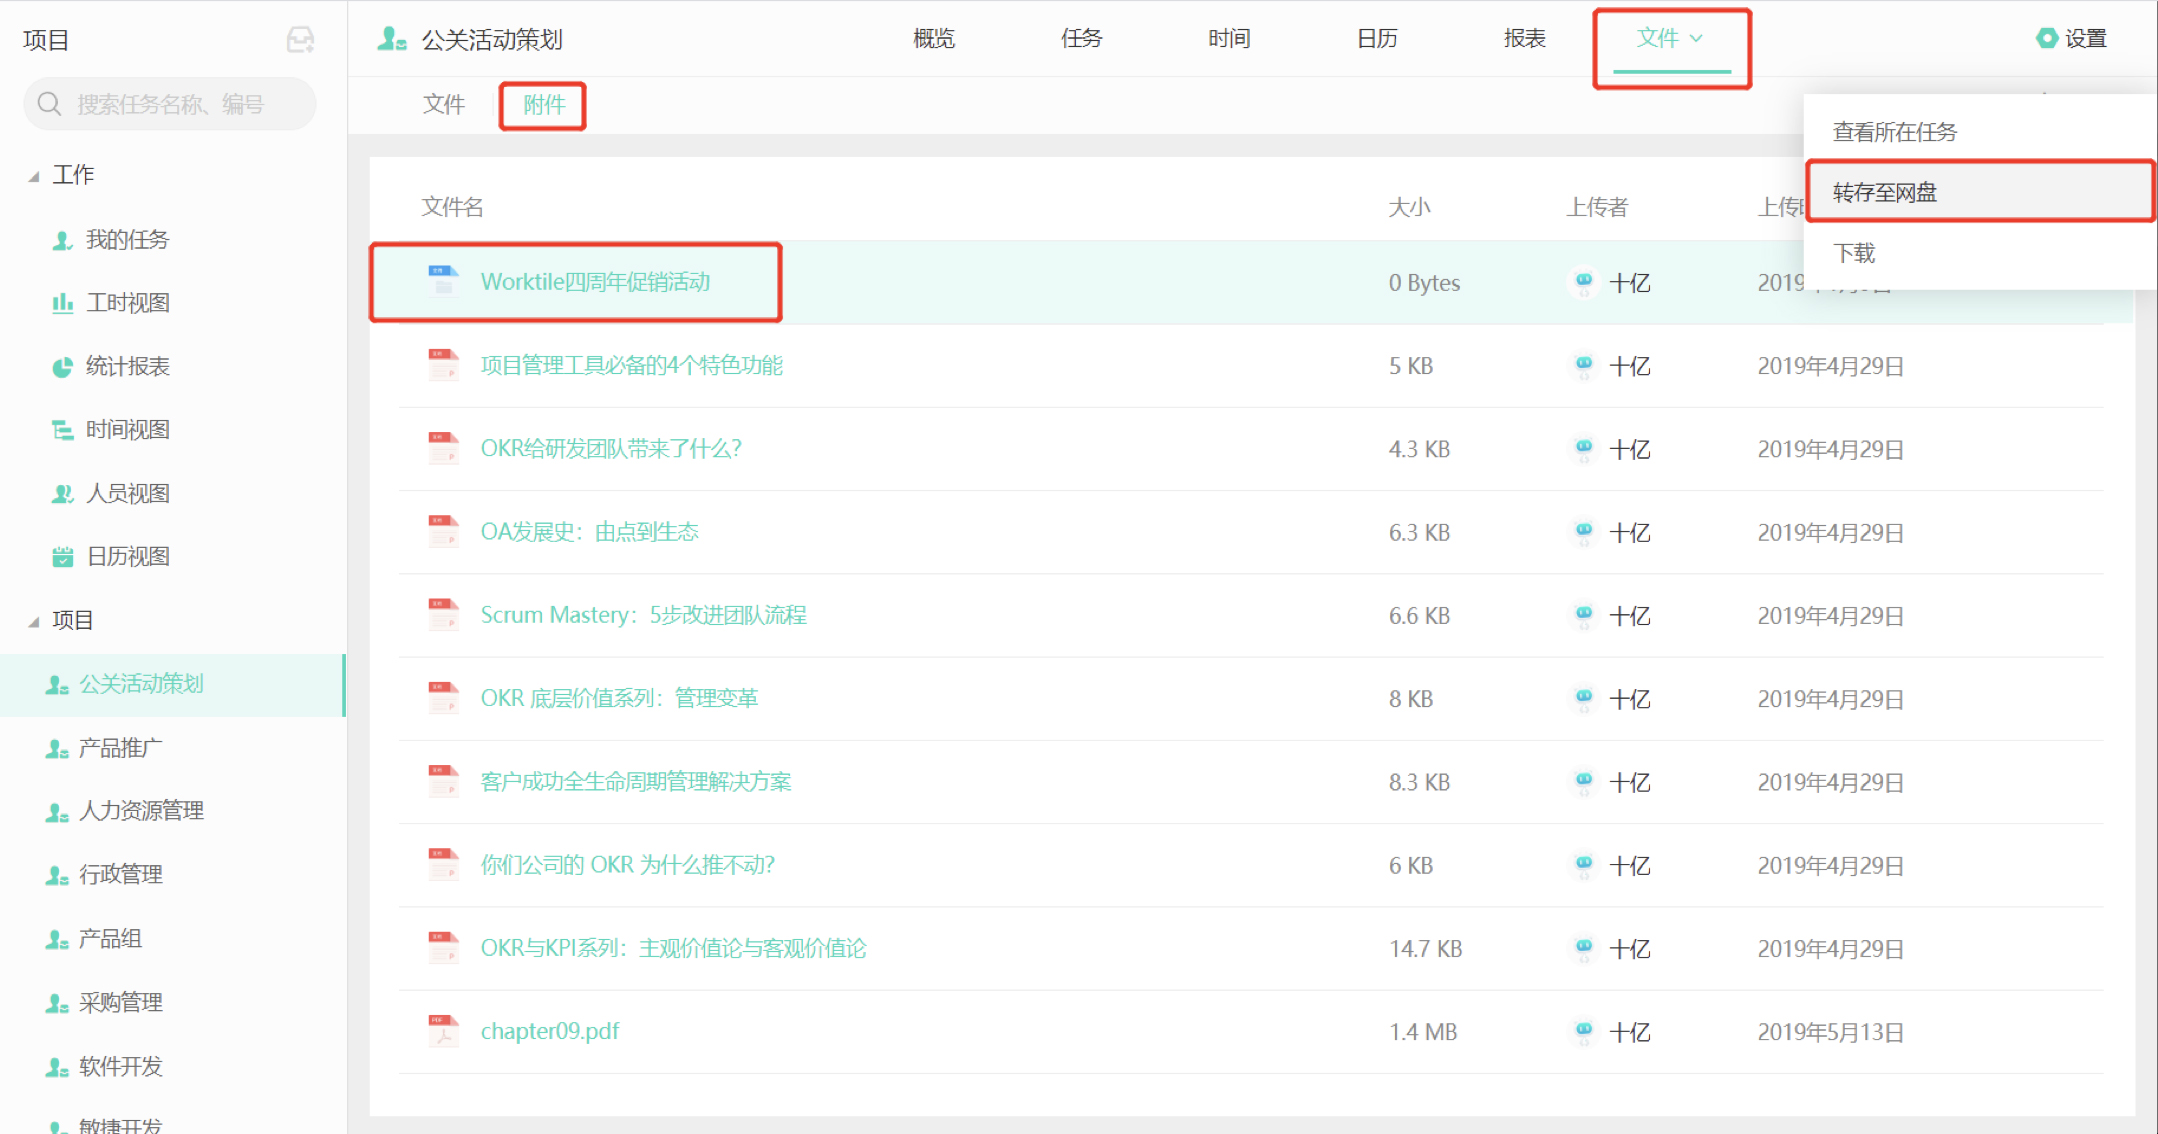 项目
搜索任务名称、编号
工作
我的任务
工时视图
统计报表
时间视图
人员视图
日历视图
项目
公关活动策划
产品推广
人力资源管理
行政管理
产品组
采购管理
软件开发
敏捷开发
公关活动策划 概览 任务 时间 日历 报表 文件 设置
文件 附件
查看所在任务
转存至网盘
下载
文件名 大小 上传者 上传
Worktile四周年促销活动 0 Bytes 十亿 2019
项目管理工具必备的4个特色功能 5 KB 十亿 2019年4月29日
OKR给研发团队带来了什么? 4.3 KB 十亿 2019年4月29日
OA发展史：由点到生态 6.3 KB 十亿 2019年4月29日
Scrum Mastery：5步改进团队流程 6.6 KB 十亿 2019年4月29日
OKR 底层价值系列：管理变革 8 KB 十亿 2019年4月29日
客户成功全生命周期管理解决方案 8.3 KB 十亿 2019年4月29日
你们公司的 OKR 为什么推不动? 6 KB 十亿 2019年4月29日
OKR与KPI系列：主观价值论与客观价值论 14.7 KB 十亿 2019年4月29日
PDF chapter09.pdf 1.4 MB 十亿 2019年5月13日